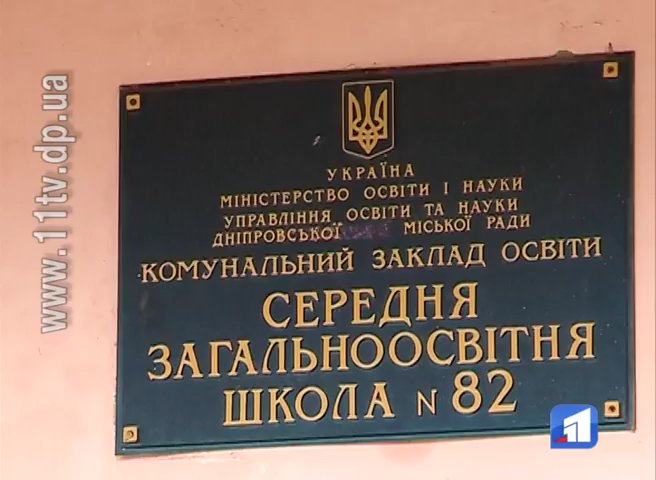 www.11tv.dp.ua
УКРАЇНА
МІНІСТЕРСТВО ОСВІТИ І НАУКИ
УПРАВЛІННЯ ОСВІТИ ТА НАУКИ
ДНІПРОВСЬКОЇ МІСЬКОЇ РАДИ
КОМУНАЛЬНИЙ ЗАКЛАД ОСВІТИ
СЕРЕДНЯ
ЗАГАЛЬНООСВІТНЯ
ШКОЛА N 82
11